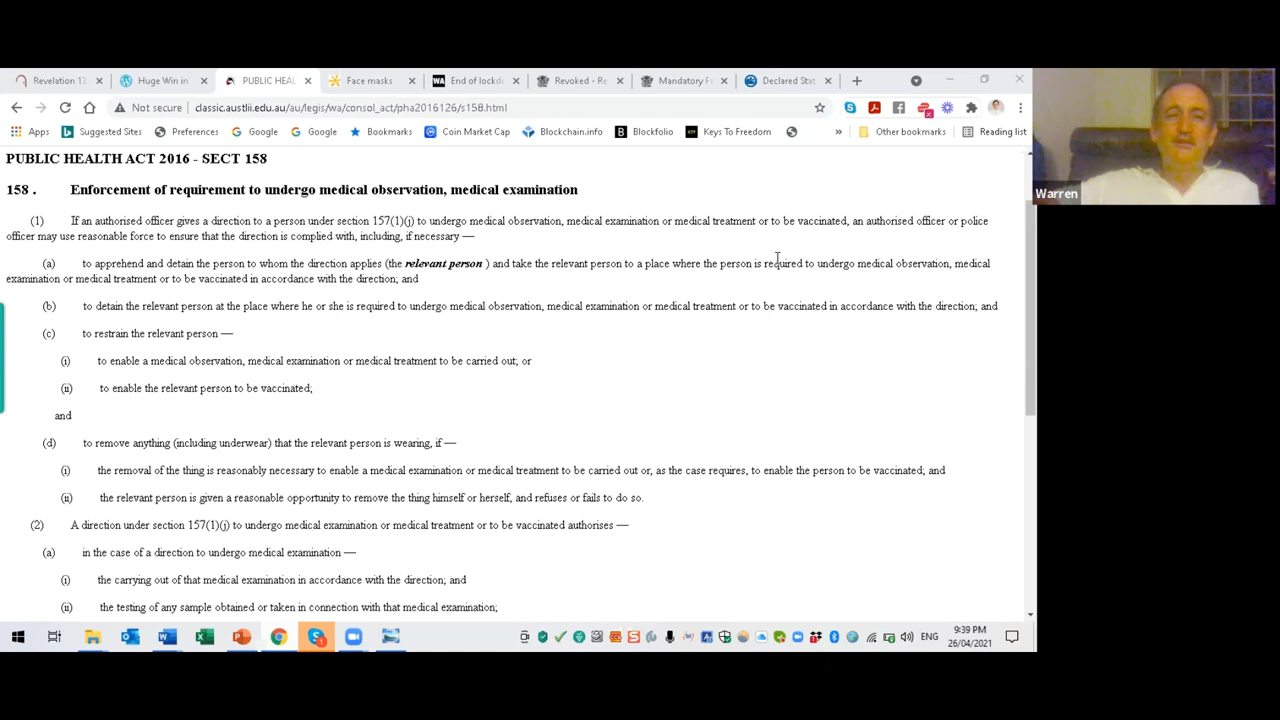 Revelation 13
Huge Win in
PUBLIC HEAL
Face masks
End of lockdo
Revoked - Re
Mandatory F
Declared Stat
Not secure
classic.austlii.edu.au/au/legis/wa/consol_act/pha2016126/s158.html
Apps
Suggested Sites
Preferences
Google
Google
Bookmarks
Coin Market Cap
Blockchain.info
Blockfolio
Keys To Freedom
»
Other bookmarks
Reading list
PUBLIC HEALTH ACT 2016 - SECT 158
158 . Enforcement of requirement to undergo medical observation, medical examination
(1) If an authorised officer gives a direction to a person under section 157(1)(j) to undergo medical observation, medical examination or medical treatment or to be vaccinated, an authorised officer or police
officer may use reasonable force to ensure that the direction is complied with, including, if necessary —
(a) to apprehend and detain the person to whom the direction applies (the relevant person ) and take the relevant person to a place where the person is required to undergo medical observation, medical
examination or medical treatment or to be vaccinated in accordance with the direction; and
(b) to detain the relevant person at the place where he or she is required to undergo medical observation, medical examination or medical treatment or to be vaccinated in accordance with the direction; and
(c) to restrain the relevant person —
(i) to enable a medical observation, medical examination or medical treatment to be carried out; or
(ii) to enable the relevant person to be vaccinated;
and
(d) to remove anything (including underwear) that the relevant person is wearing, if —
(i) the removal of the thing is reasonably necessary to enable a medical examination or medical treatment to be carried out or, as the case requires, to enable the person to be vaccinated; and
(ii) the relevant person is given a reasonable opportunity to remove the thing himself or herself, and refuses or fails to do so.
(2) A direction under section 157(1)(j) to undergo medical examination or medical treatment or to be vaccinated authorises —
(a) in the case of a direction to undergo medical examination —
(i) the carrying out of that medical examination in accordance with the direction; and
(ii) the testing of any sample obtained or taken in connection with that medical examination;
Warren
ENG
9:39 PM
26/04/2021